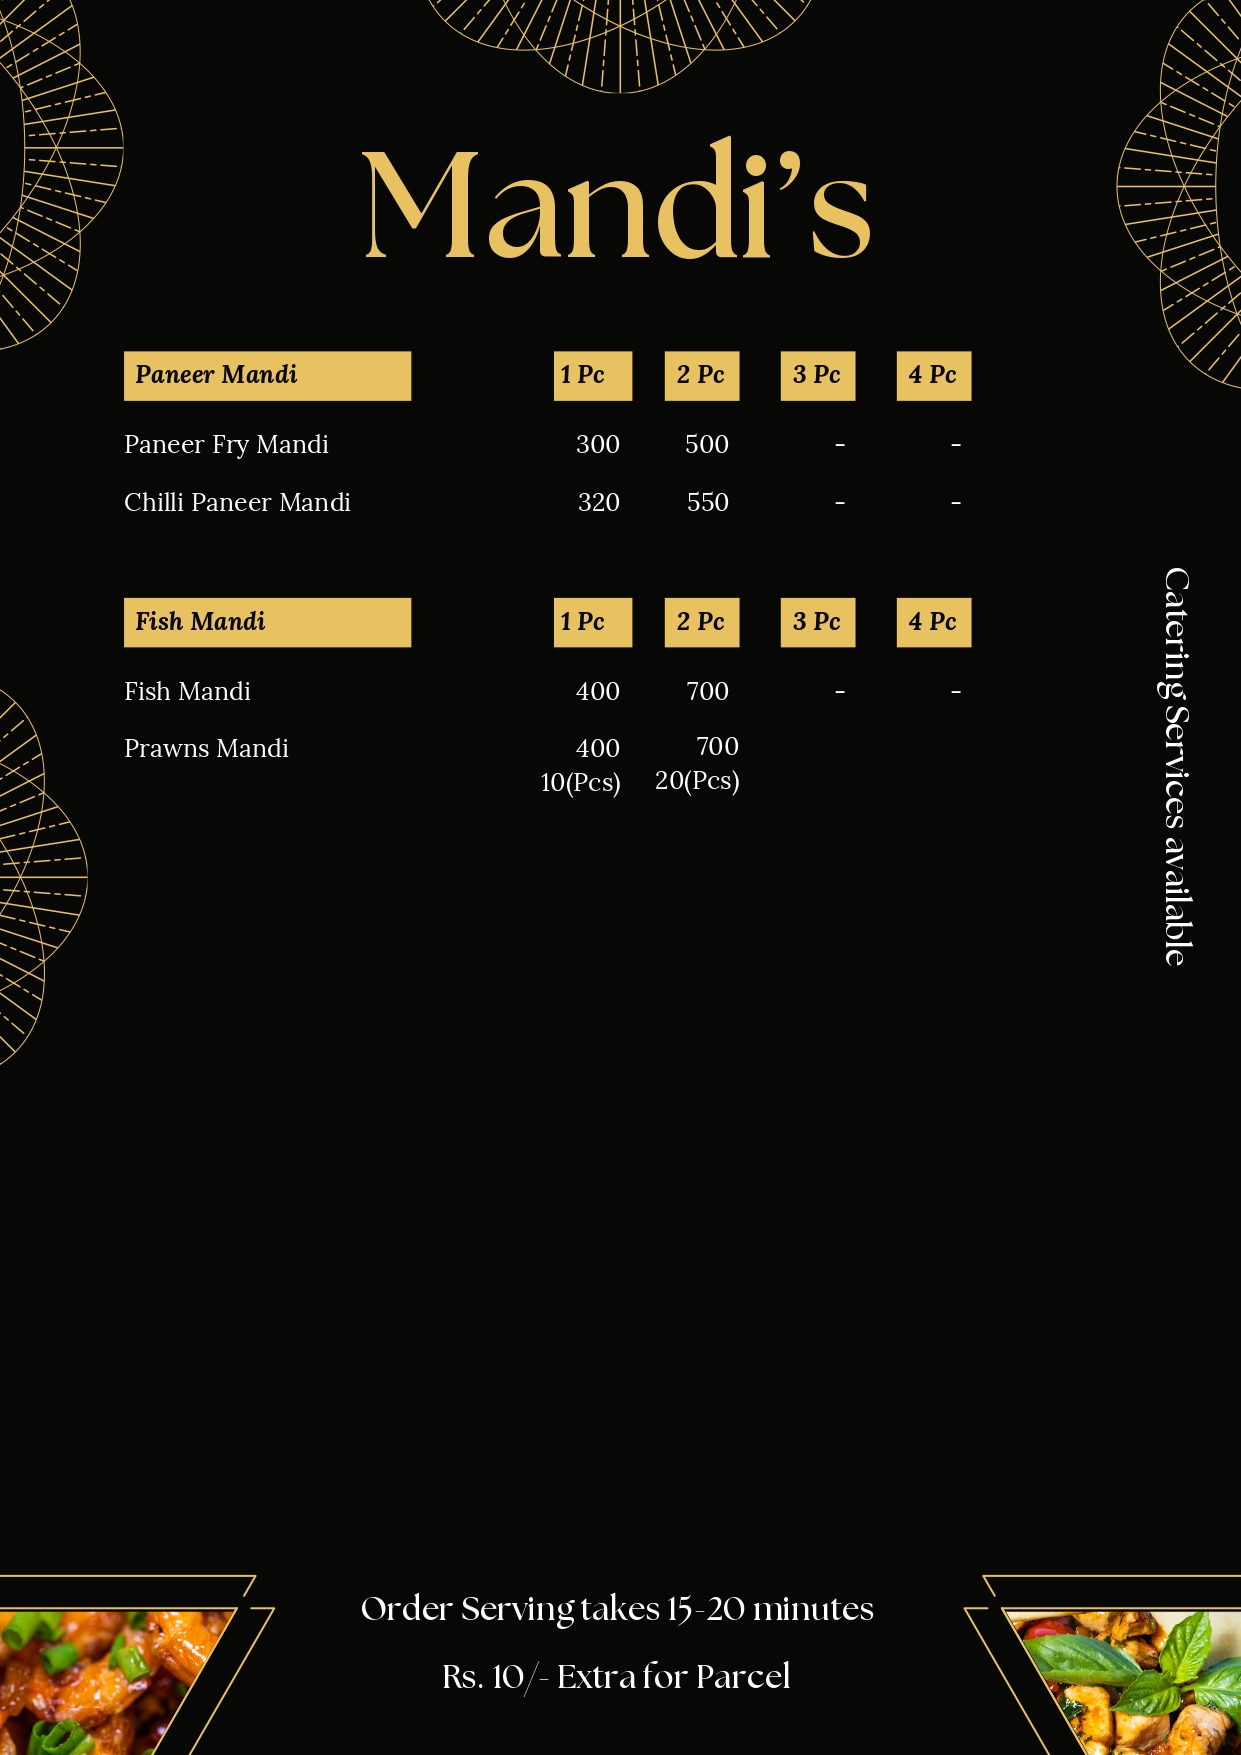 Mandi’s
Paneer Mandi 1 Pc 2 Pc 3 Pc 4 Pc
Paneer Fry Mandi 300 500 - -
Chilli Paneer Mandi 320 550 - -
Fish Mandi 1 Pc 2 Pc 3 Pc 4 Pc
Fish Mandi 400 700 - -
Prawns Mandi 400 700
10(Pcs) 20(Pcs)
Catering Services available
Order Serving takes 15-20 minutes
Rs. 10/- Extra for Parcel